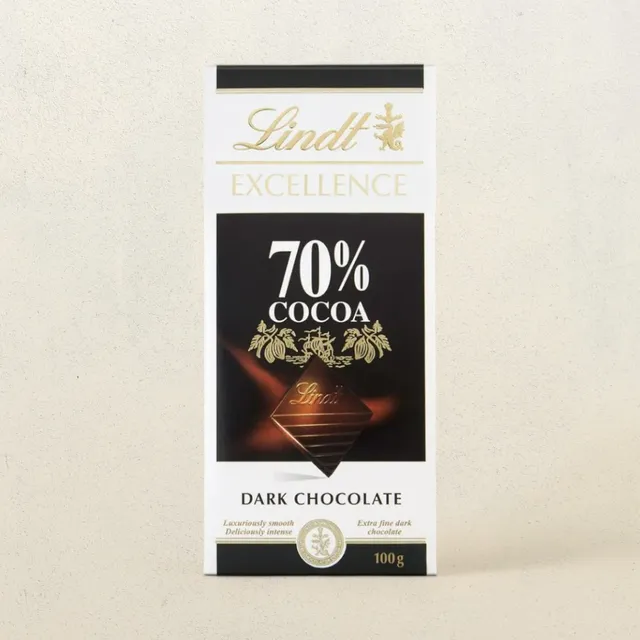 Lindt
EXCELLENCE
70%
COCOA
Lindt
DARK CHOCOLATE
Luxuriously smooth
Deliciously intense
Extra fine dark
chocolate
100g